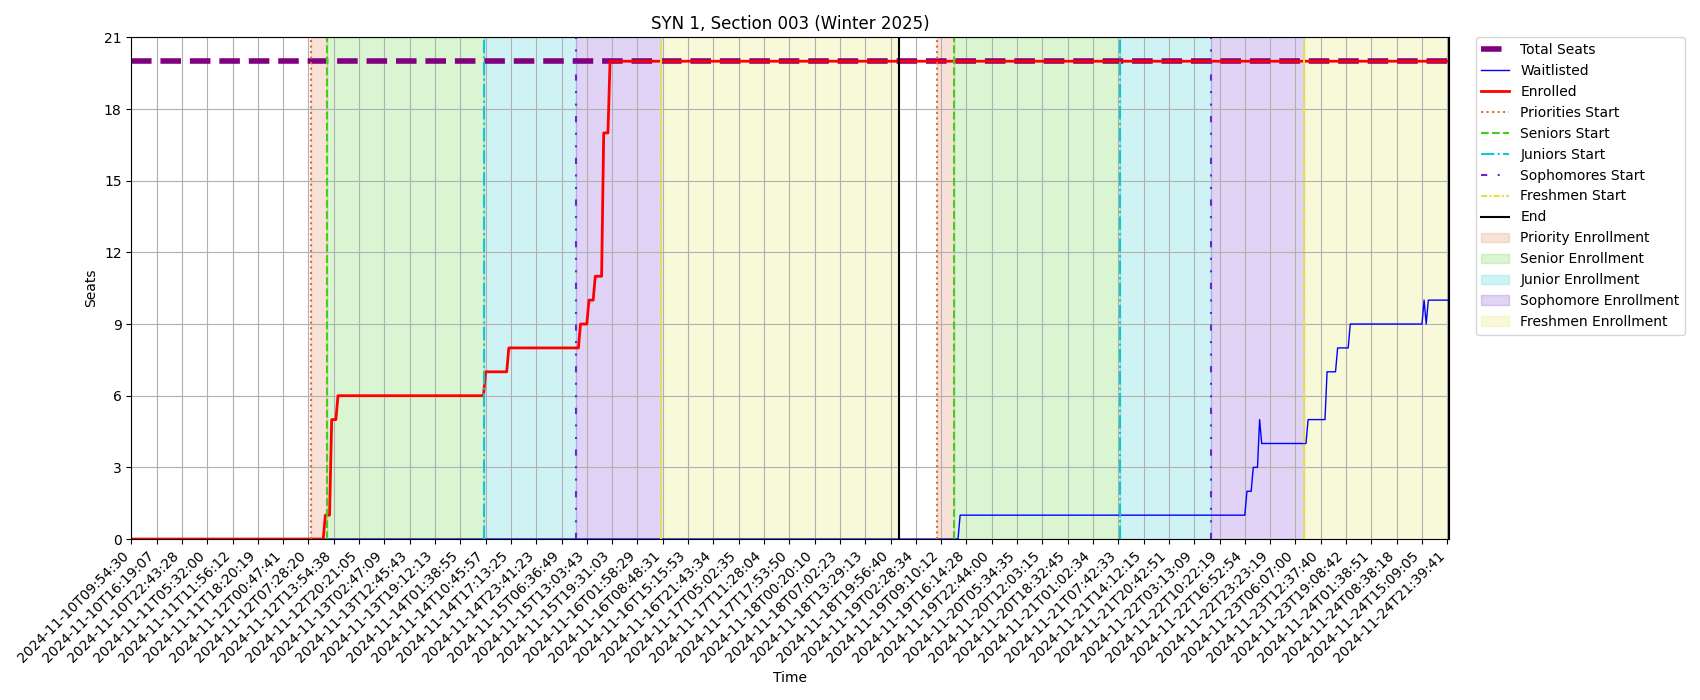 SYN 1, Section 003 (Winter 2025)
21
18
15
12
9
6
3
0
Seats
2024-11-10T09:54:30
2024-11-10T16:19:07
2024-11-10T22:43:28
2024-11-11T05:32:00
2024-11-11T11:56:12
2024-11-11T18:20:19
2024-11-12T00:47:41
2024-11-12T07:28:20
2024-11-12T13:54:38
2024-11-12T20:21:05
2024-11-13T02:47:09
2024-11-13T12:45:43
2024-11-13T19:12:13
2024-11-14T01:38:55
2024-11-14T10:45:57
2024-11-14T17:13:25
2024-11-14T23:41:23
2024-11-15T06:36:49
2024-11-15T13:03:43
2024-11-15T19:31:03
2024-11-16T01:58:29
2024-11-16T08:48:31
2024-11-16T15:15:53
2024-11-16T21:43:34
2024-11-17T05:02:35
2024-11-17T11:28:04
2024-11-17T17:53:50
2024-11-18T00:20:10
2024-11-18T07:02:23
2024-11-18T13:29:13
2024-11-18T19:56:40
2024-11-19T02:28:34
2024-11-19T09:10:12
2024-11-19T16:14:28
2024-11-19T22:44:00
2024-11-20T05:34:35
2024-11-20T12:03:15
2024-11-20T18:32:45
2024-11-21T01:02:34
2024-11-21T07:42:33
2024-11-21T14:12:15
2024-11-21T20:42:51
2024-11-22T03:13:09
2024-11-22T10:22:19
2024-11-22T16:52:54
2024-11-22T23:23:19
2024-11-23T06:07:00
2024-11-23T12:37:40
2024-11-23T19:08:42
2024-11-24T01:38:51
2024-11-24T08:38:18
2024-11-24T15:09:05
2024-11-24T21:39:41
Time
Total Seats
Waitlisted
Enrolled
Priorities Start
Seniors Start
Juniors Start
Sophomores Start
Freshmen Start
End
Priority Enrollment
Senior Enrollment
Junior Enrollment
Sophomore Enrollment
Freshmen Enrollment